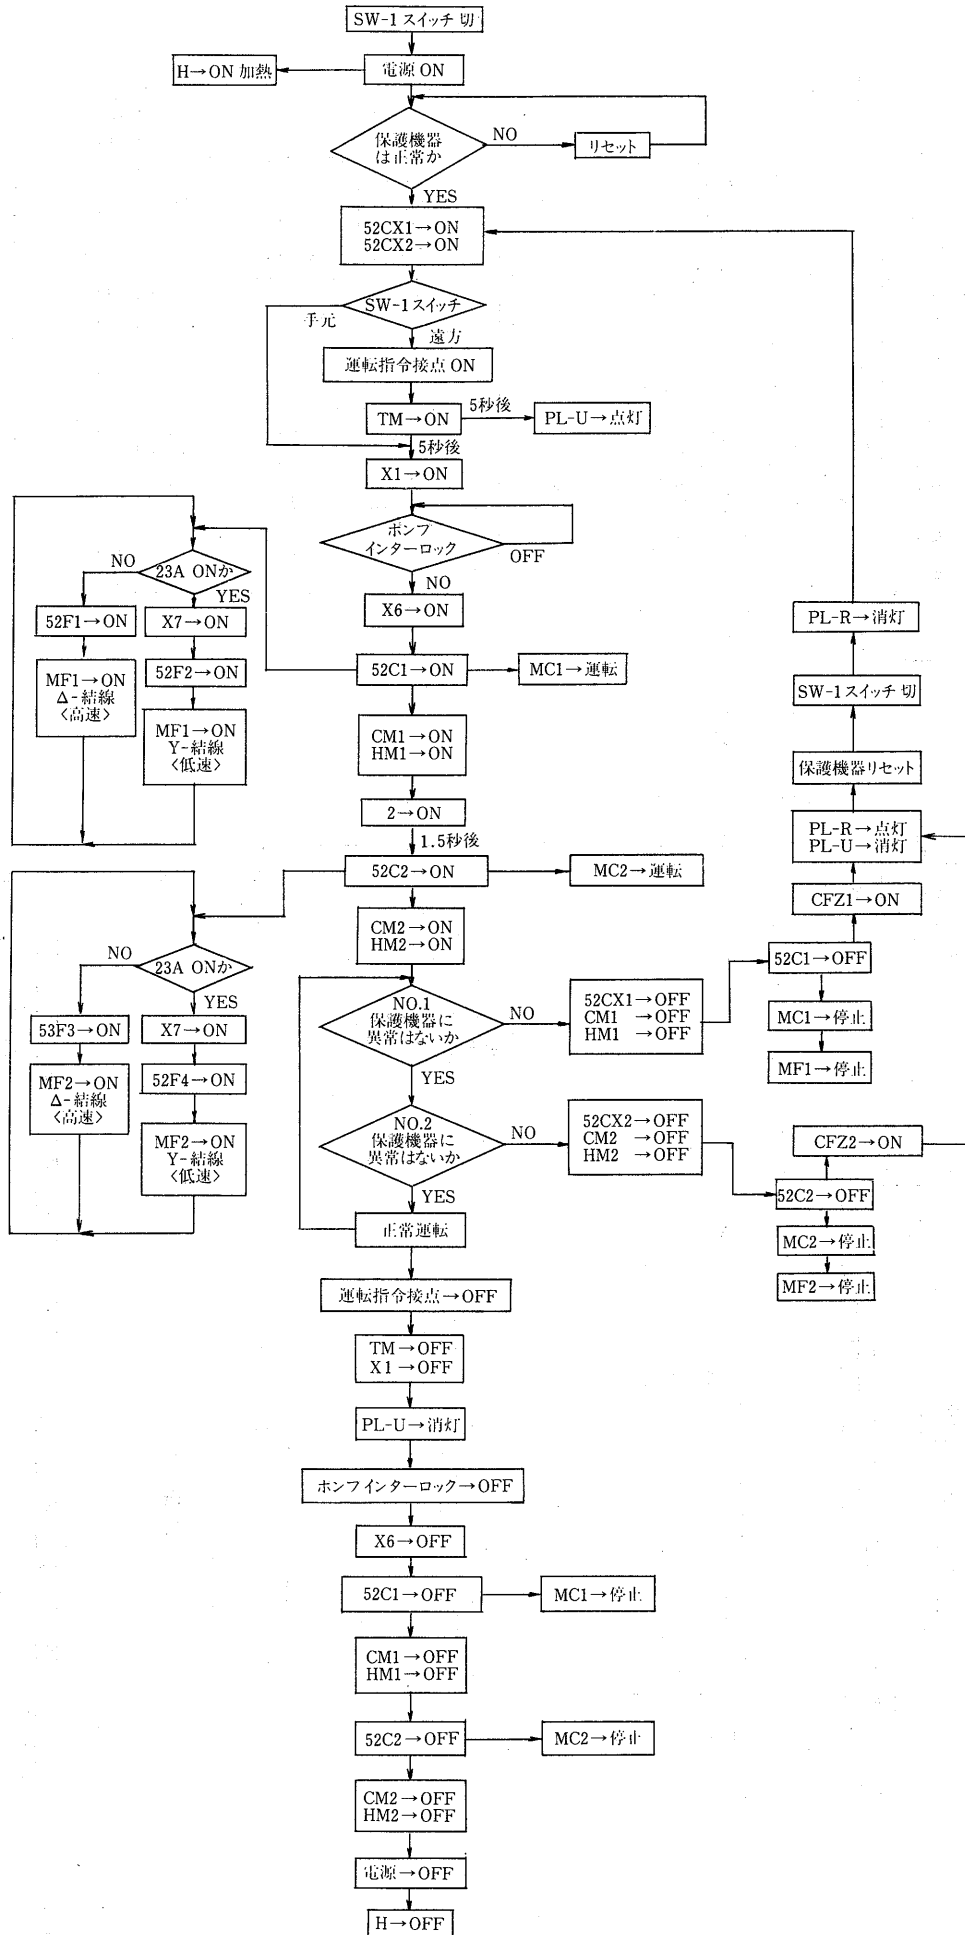 SW-1 スイッチ 切
H→ON 加熱
電源 ON
保護機器
は正常か
NO
リセット
YES
52CX1→ON
52CX2→ON
SW-1スイッチ
手元
遠方
運転指令接点 ON
TM→ON
5秒後
PL-U→点灯
5秒後
X1→ON
ポンプ
インターロック
OFF
NO
X6→ON
52C1→ON
MC1→運転
CM1→ON
HM1→ON
2→ON
1.5秒後
52C2→ON
MC2→運転
CM2→ON
HM2→ON
23A ONか
NO
YES
52F1→ON
X7→ON
52F2→ON
MF1→ON
Δ-結線
<高速>
MF1→ON
Y-結線
<低速>
23A ONか
NO
YES
53F3→ON
X7→ON
52F4→ON
MF2→ON
Δ-結線
<高速>
MF2→ON
Y-結線
<低速>
NO.1
保護機器に
異常はないか
NO
52CX1→OFF
CM1 →OFF
HM1 →OFF
YES
NO.2
保護機器に
異常はないか
NO
52CX2→OFF
CM2 →OFF
HM2 →OFF
YES
正常運転
PL-R→消灯
SW-1スイッチ 切
保護機器リセット
PL-R→点灯
PL-U→消灯
CFZ1→ON
52C1→OFF
MC1→停止
MF1→停止
CFZ2→ON
52C2→OFF
MC2→停止
MF2→停止
運転指令接点→OFF
TM→OFF
X1→OFF
PL-U→消灯
ホンフインターロック→OFF
X6→OFF
52C1→OFF
MC1→停止
CM1→OFF
HM1→OFF
52C2→OFF
MC2→停止
CM2→OFF
HM2→OFF
電源→OFF
H→OFF